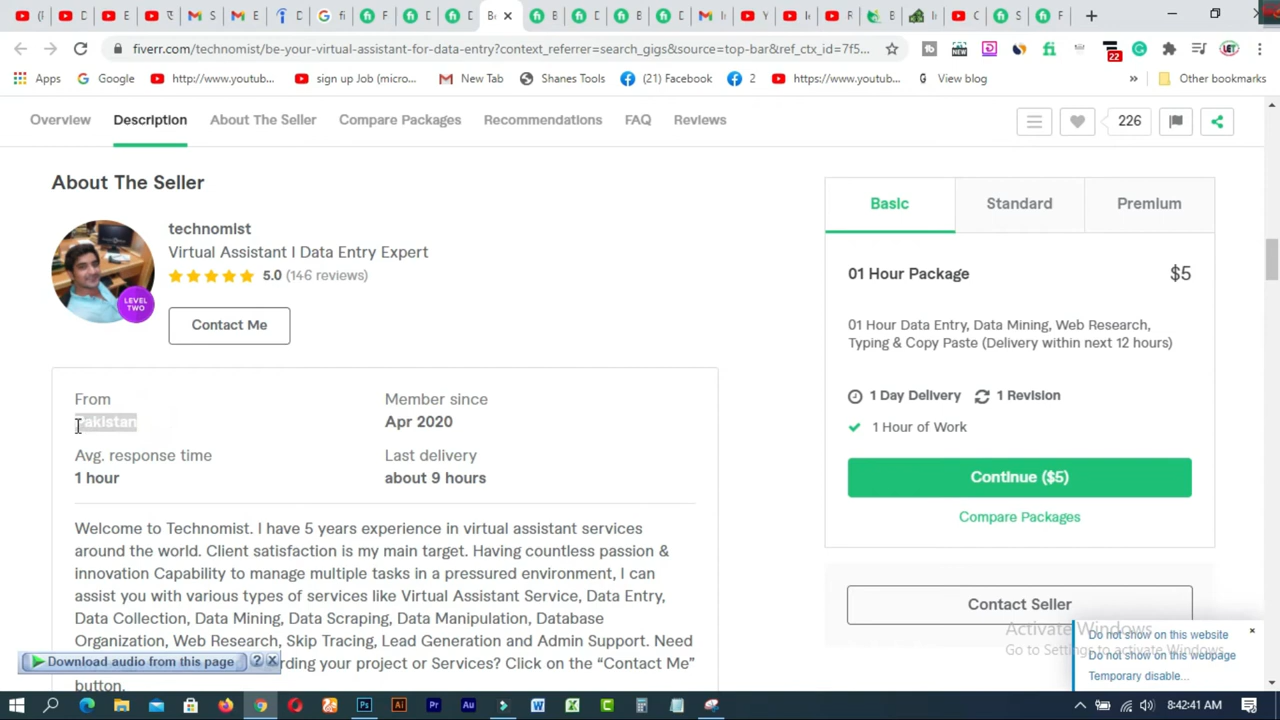 (I
D
E
'Z
M S
M E
D
G fi
F
D
D
Be
B
D
B
D
In
Y
Ic
R
B
Ir
C
S
F
fiverr.com/technomist/be-your-virtual-assistant-for-data-entry?context_referrer=search_gigs&source=top-bar&ref_ctx_id=7f5...
NEW
22
LET
Apps
Google
http://www.youtub...
sign up Job (micro...
New Tab
Shanes Tools
(21) Facebook
2
https://www.youtub...
View blog
»
Other bookmarks
Overview
Description
About The Seller
Compare Packages
Recommendations
FAQ
Reviews
226
About The Seller
technomist
Virtual Assistant I Data Entry Expert
5.0 (146 reviews)
LEVEL
TWO
Contact Me
From
Pakistan
Member since
Apr 2020
Avg. response time
1 hour
Last delivery
about 9 hours
Welcome to Technomist. I have 5 years experience in virtual assistant services
around the world. Client satisfaction is my main target. Having countless passion &
innovation Capability to manage multiple tasks in a pressured environment, I can
assist you with various types of services like Virtual Assistant Service, Data Entry,
Data Collection, Data Mining, Data Scraping, Data Manipulation, Database
Organization, Web Research, Skip Tracing, Lead Generation and Admin Support. Need
rding your project or Services? Click on the “Contact Me”
button.
Basic
Standard
Premium
01 Hour Package
$5
01 Hour Data Entry, Data Mining, Web Research,
Typing & Copy Paste (Delivery within next 12 hours)
1 Day Delivery
1 Revision
1 Hour of Work
Continue ($5)
Compare Packages
Contact Seller
Activate Windows
Go to Settings to activate Windows.
Do not show on this website
Do not show on this webpage
Temporary disable...
Download audio from this page
?
8:42:41 AM